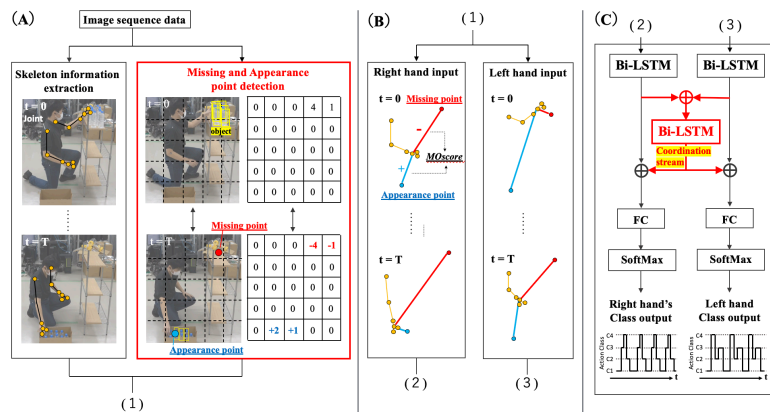 (A)
Image sequence data
Skeleton information
extraction
t = 0
Joint
t = T
Missing and Appearance
point detection
t = 0
object
0 0 0 4 1
0 0 0 0 0
0 0 0 0 0
0 0 0 0 0
0 0 0 0 0
Missing point
t = T
0 0 0 -4 -1
0 0 0 0 0
0 0 0 0 0
0 0 0 0 0
0 +2 +1 0 0
Appearance point
(1)
(B)
(1)
Right hand input
t = 0
Missing point
-
MOscore
+
Appearance point
t = T
(2)
Left hand input
t = 0
t = T
(3)
(C)
(2)
(3)
Bi-LSTM
Bi-LSTM
Bi-LSTM
Coordination
stream
FC
FC
SoftMax
SoftMax
Right hand's
Class output
Left hand
Class output
Action Class
C4
C3
C2
C1
t
Action Class
C4
C3
C2
C1
t